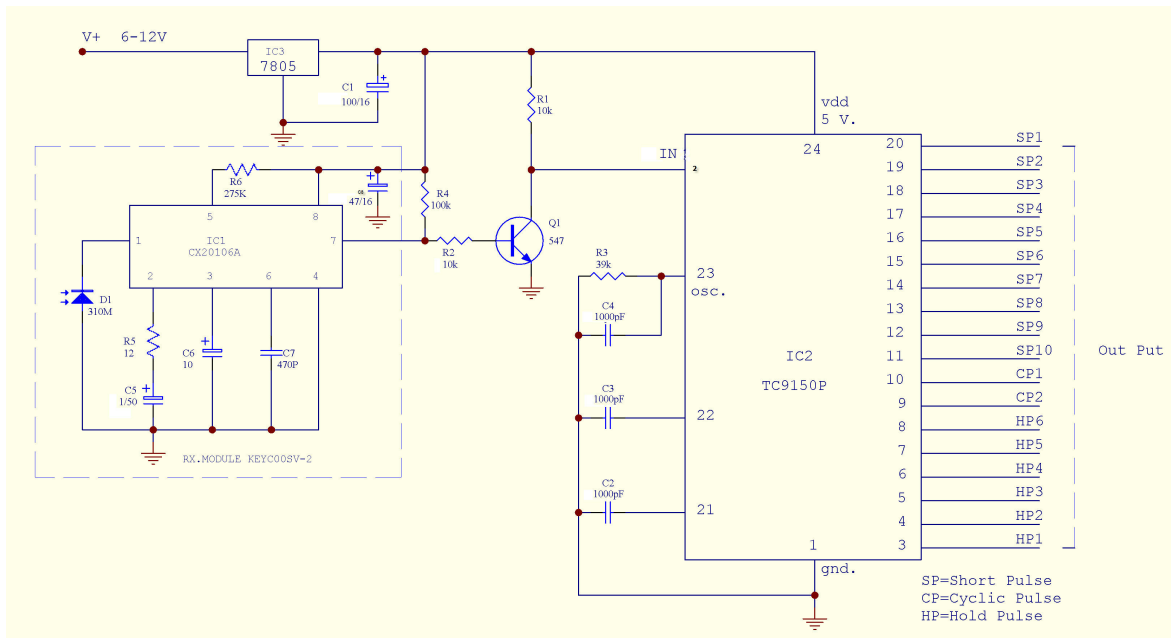 V+ 6-12V
IC3
7805
C1
100/16
R1
10k
vdd
5 V.
IN
2
24
R6
275K
47/16
R4
100k
5
8
1
IC1
CX20106A
7
2
3
6
4
R2
10k
Q1
547
D1
310M
R5
12
C6
10
C7
470P
C5
1/50
RX.MODULE KEYC00SV-2
R3
39k
23
osc.
C4
1000pF
C3
1000pF
22
C2
1000pF
21
IC2
TC9150P
1
gnd.
20 SP1
19 SP2
18 SP3
17 SP4
16 SP5
15 SP6
14 SP7
13 SP8
12 SP9
11 SP10
10 CP1
9 CP2
8 HP6
7 HP5
6 HP4
5 HP3
4 HP2
3 HP1
Out Put
SP=Short Pulse
CP=Cyclic Pulse
HP=Hold Pulse